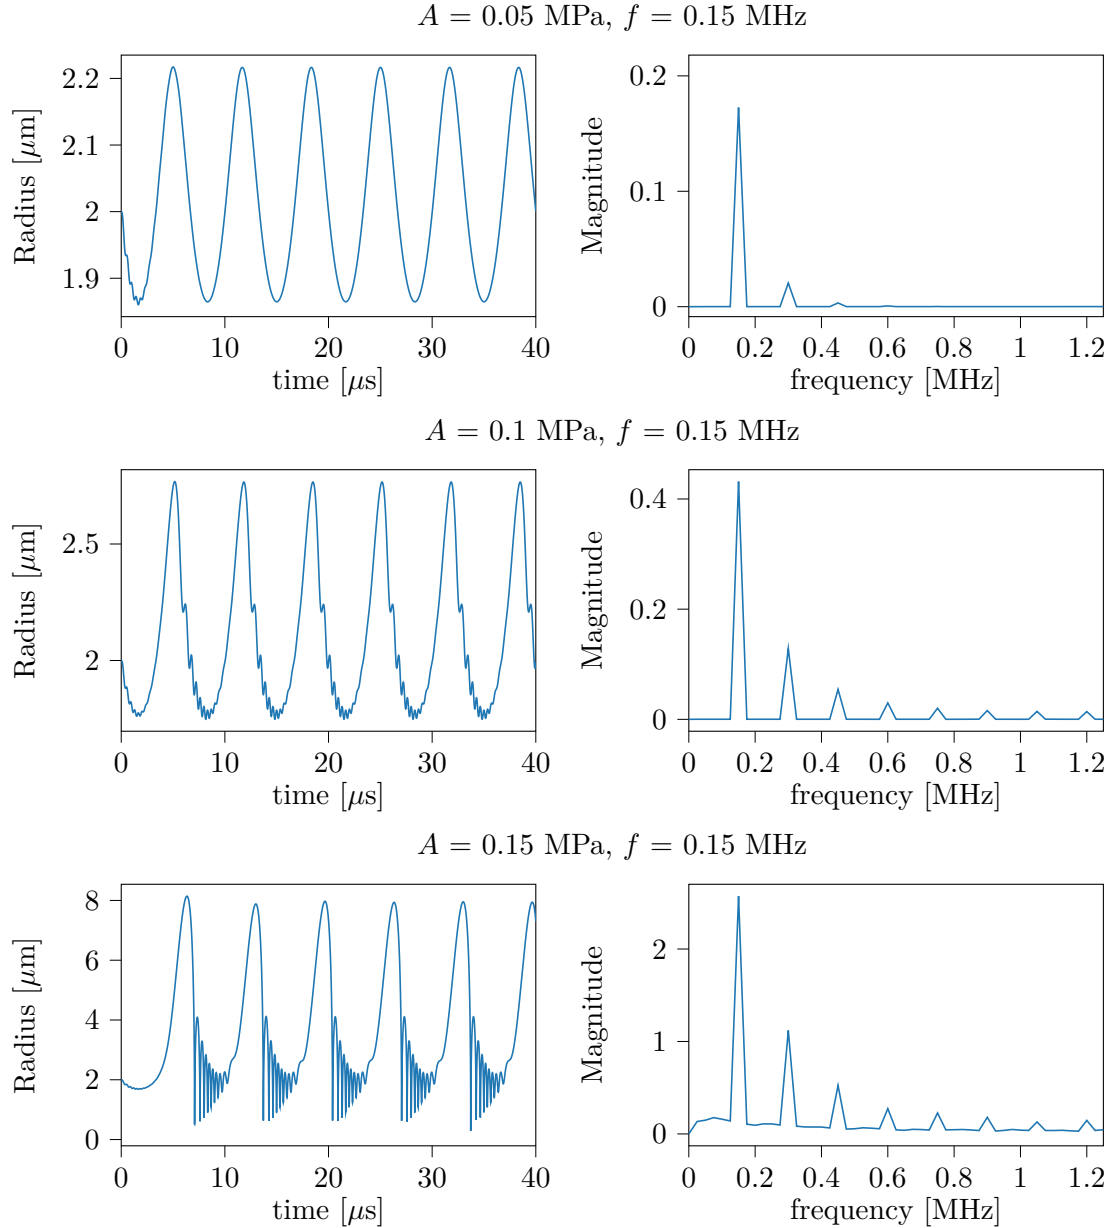 A = 0.05 MPa, f = 0.15 MHz
Radius [μm]
2.2
2.1
2
1.9
0 10 20 30 40
time [μs]
Magnitude
0.2
0.1
0
0 0.2 0.4 0.6 0.8 1 1.2
frequency [MHz]
A = 0.1 MPa, f = 0.15 MHz
Radius [μm]
2.5
2
0 10 20 30 40
time [μs]
Magnitude
0.4
0.2
0
0 0.2 0.4 0.6 0.8 1 1.2
frequency [MHz]
A = 0.15 MPa, f = 0.15 MHz
Radius [μm]
8
6
4
2
0
0 10 20 30 40
time [μs]
Magnitude
2
1
0
0 0.2 0.4 0.6 0.8 1 1.2
frequency [MHz]